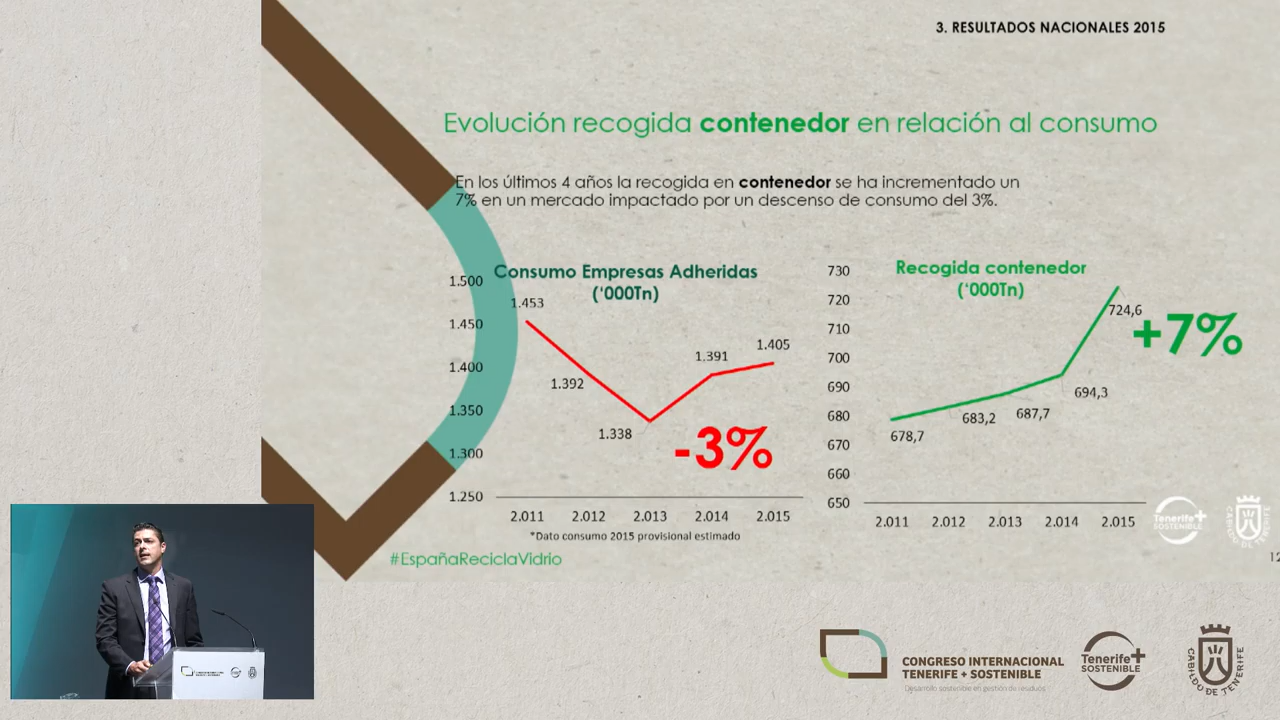 3. RESULTADOS NACIONALES 2015
Evolución recogida contenedor en relación al consumo
En los últimos 4 años la recogida en contenedor se ha incrementado un
7% en un mercado impactado por un descenso de consumo del 3%.
Consumo Empresas Adheridas
(‘000Tn)
1.500
1.450
1.400
1.350
1.300
1.250
1.453
1.392
1.338
1.391
1.405
-3%
2.011 2.012 2.013 2.014 2.015
*Dato consumo 2015 provisional estimado
Recogida contenedor
(‘000Tn)
730
720
710
700
690
680
670
660
650
678,7
683,2
687,7
694,3
724,6
+7%
2.011 2.012 2.013 2.014 2.015
Tenerife+
SOSTENIBLE
CABILDO DE TENERIFE
#EspañaReciclaVidrio
12
CONGRESO INTERNACIONAL
TENERIFE + SOSTENIBLE
Desarrollo sostenible en gestión de residuos
Tenerife+
SOSTENIBLE
CABILDO DE TENERIFE